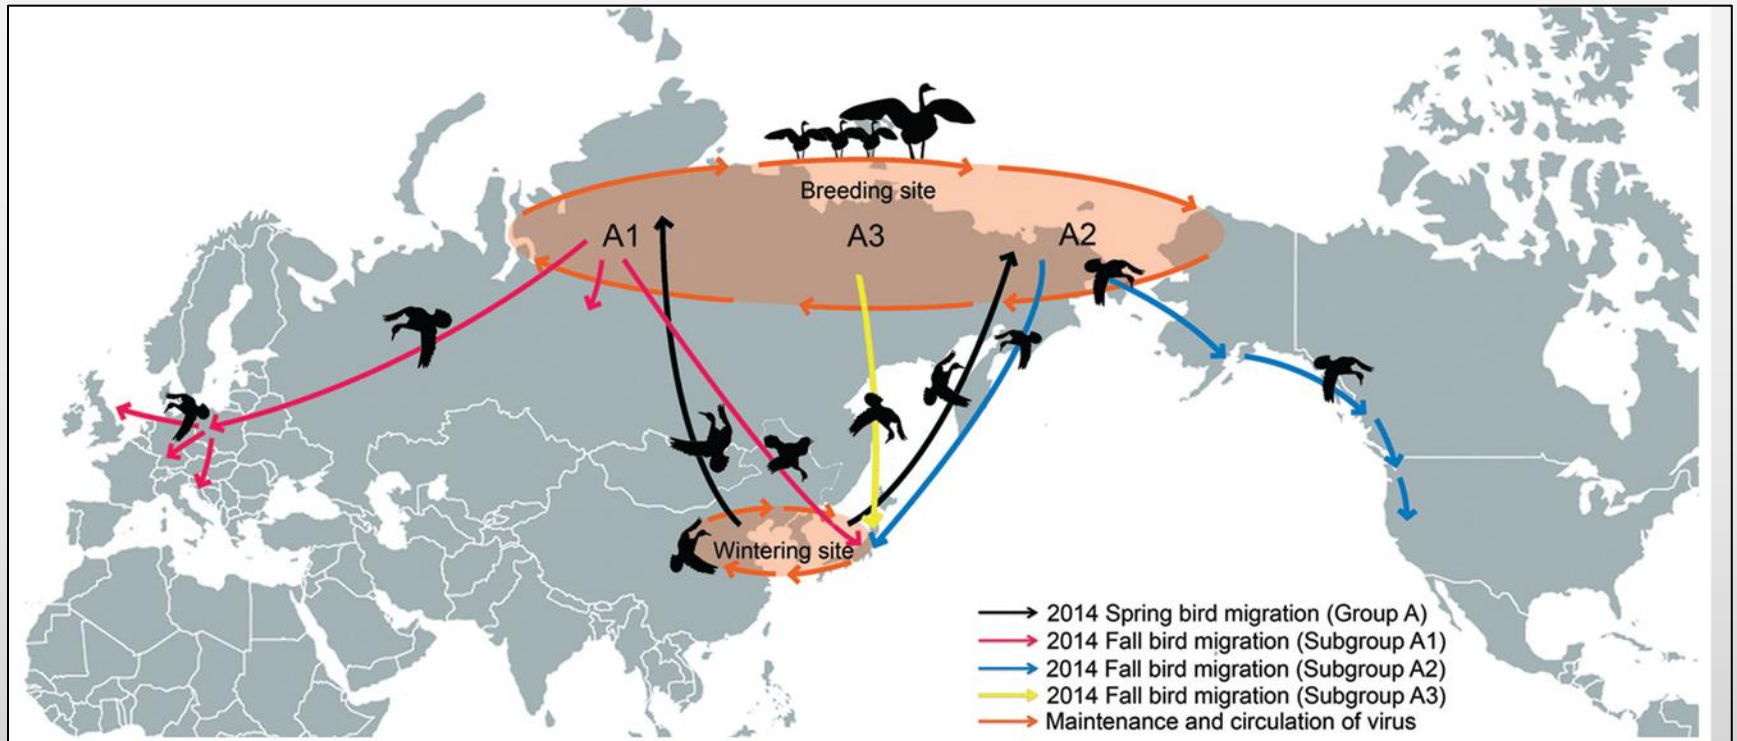 Breeding site
A1
A3
A2
Wintering site
2014 Spring bird migration (Group A)
2014 Fall bird migration (Subgroup A1)
2014 Fall bird migration (Subgroup A2)
2014 Fall bird migration (Subgroup A3)
Maintenance and circulation of virus